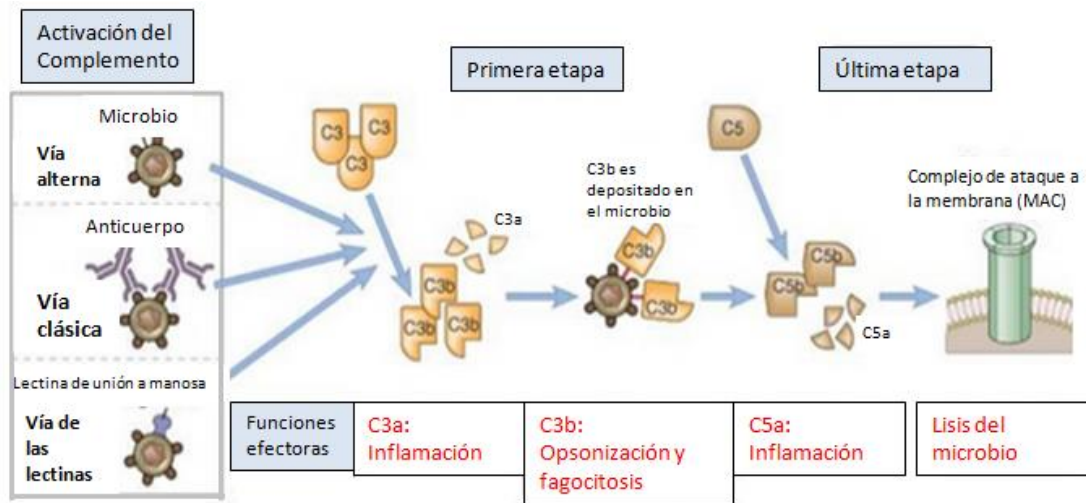 Activación del
Complemento
Primera etapa
Última etapa
Microbio
Vía
alterna
Anticuerpo
Vía
clásica
Lectina de unión a manosa
Vía de
las
lectinas
C3
C3
C3
C3a
C3b
C3b
C3b
C3b es
depositado en
el microbio
C3b
C3b
C5
C5b
C5b
C5a
Complejo de ataque a
la membrana (MAC)
Funciones
efectoras
C3a:
Inflamación
C3b:
Opsonización y
fagocitosis
C5a:
Inflamación
Lisis del
microbio